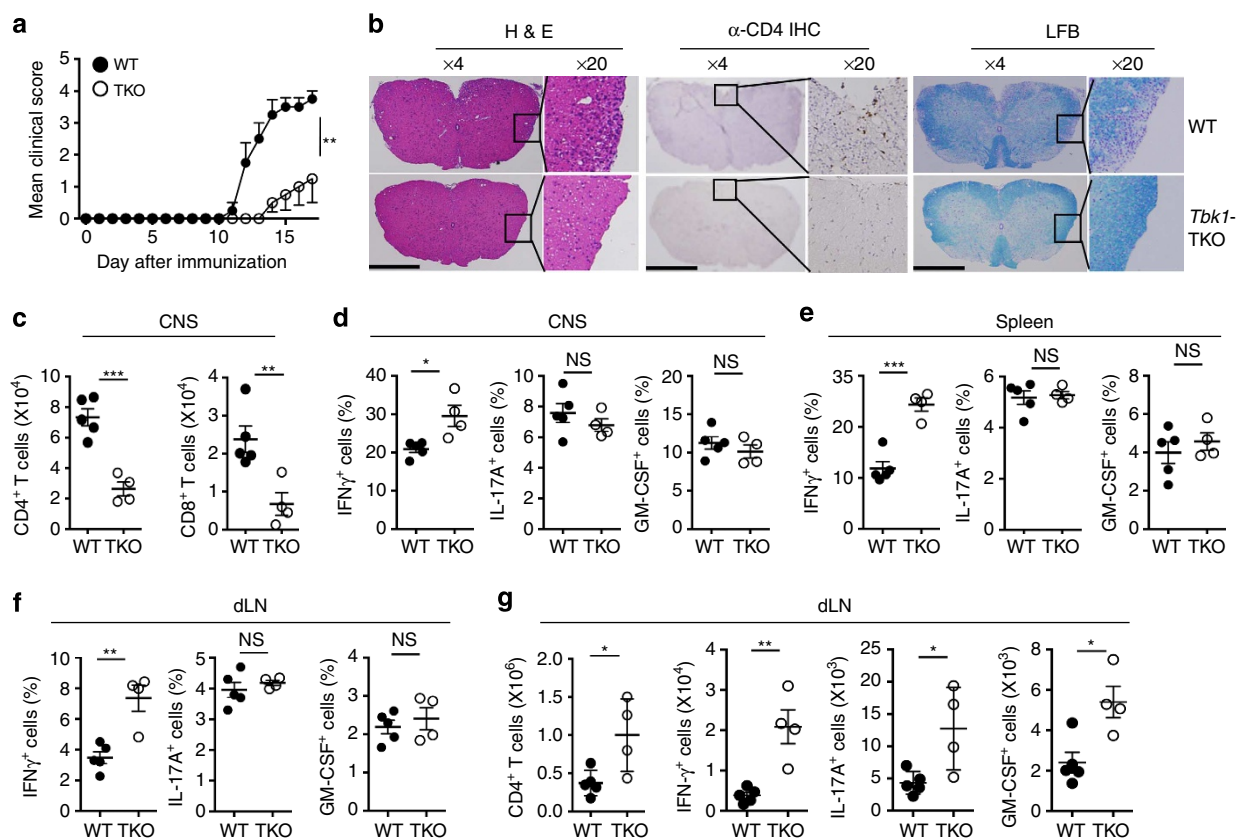 a
Mean clinical score
5
4
3
2
1
0
WT
TKO
**
0 5 10 15
Day after immunization
b
H & E α-CD4 IHC LFB
×4 ×20 ×4 ×20 ×4 ×20
WT
Tbk1-
TKO
c
CNS
CD4⁺ T cells (X10⁴)
10
8
6
4
2
0
***
WT TKO
CD8⁺ T cells (X10⁴)
4
3
2
1
0
**
WT TKO
d
CNS
IFNγ⁺ cells (%)
40
30
20
10
0
*
WT TKO
IL-17A⁺ cells (%)
10
8
6
4
2
0
NS
WT TKO
GM-CSF⁺ cells (%)
20
15
10
5
0
NS
WT TKO
e
Spleen
IFNγ⁺ cells (%)
35
20
10
0
***
WT TKO
IL-17A⁺ cells (%)
6
4
2
0
NS
WT TKO
GM-CSF⁺ cells (%)
8
6
4
2
0
NS
WT TKO
f
dLN
IFNγ⁺ cells (%)
10
8
6
4
2
0
**
WT TKO
IL-17A⁺ cells (%)
5
4
3
2
1
0
NS
WT TKO
GM-CSF⁺ cells (%)
4
3
2
1
0
NS
WT TKO
g
dLN
CD4⁺ T cells (X10⁶)
2.0
1.5
1.0
0.5
0.0
*
WT TKO
IFN-γ⁺ cells (X10⁴)
4
3
2
1
0
**
WT TKO
IL-17A⁺ cells (X10³)
25
20
15
10
5
0
*
WT TKO
GM-CSF⁺ cells (X10³)
8
6
4
2
0
*
WT TKO